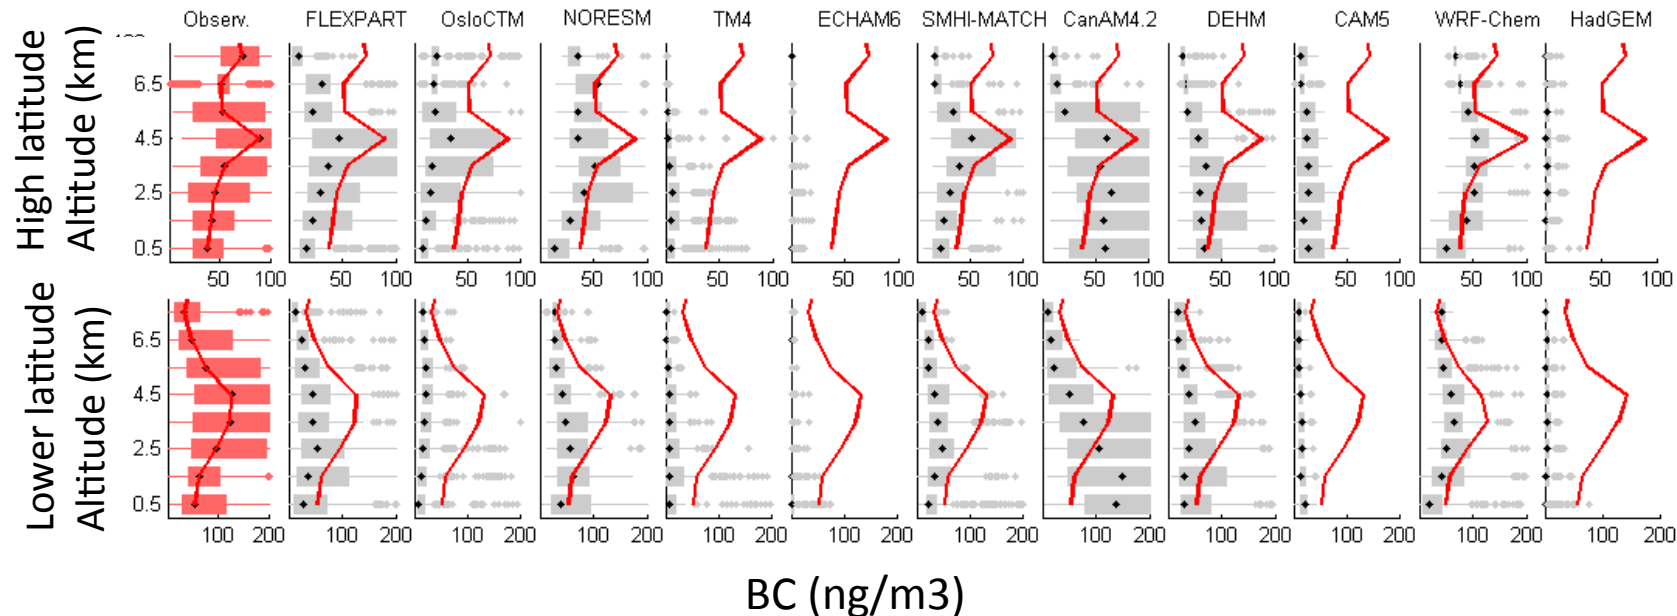 Observ. FLEXPART OsloCTM NORESM TM4 ECHAM6 SMHI-MATCH CanAM4.2 DEHM CAM5 WRF-Chem HadGEM
High latitude
Altitude (km)
6.5
4.5
2.5
0.5
50 100 50 100 50 100 50 100 50 100 50 100 50 100 50 100 50 100 50 100 50 100 50 100
Lower latitude
Altitude (km)
6.5
4.5
2.5
0.5
100 200 100 200 100 200 100 200 100 200 100 200 100 200 100 200 100 200 100 200 100 200 100 200
BC (ng/m3)